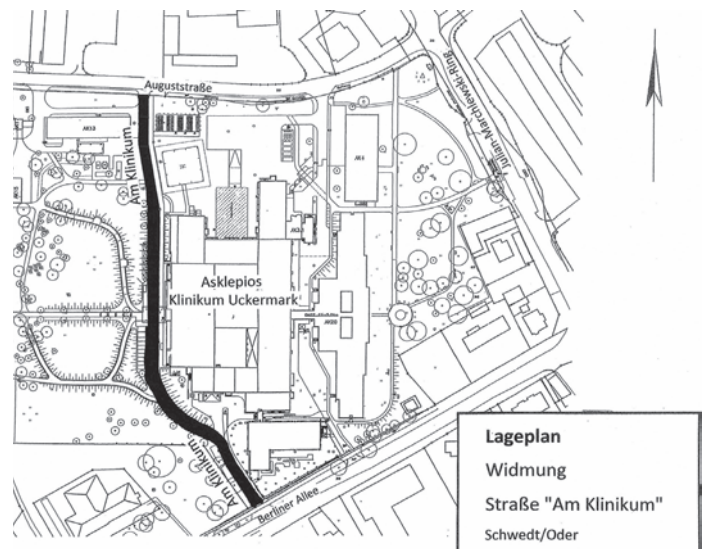 Auguststraße
Julian-Marchlewski-Ring
Am Klinikum
Asklepios
Klinikum Uckermark
Am Klinikum
Berliner Allee
Lageplan
Widmung
Straße "Am Klinikum"
Schwedt/Oder